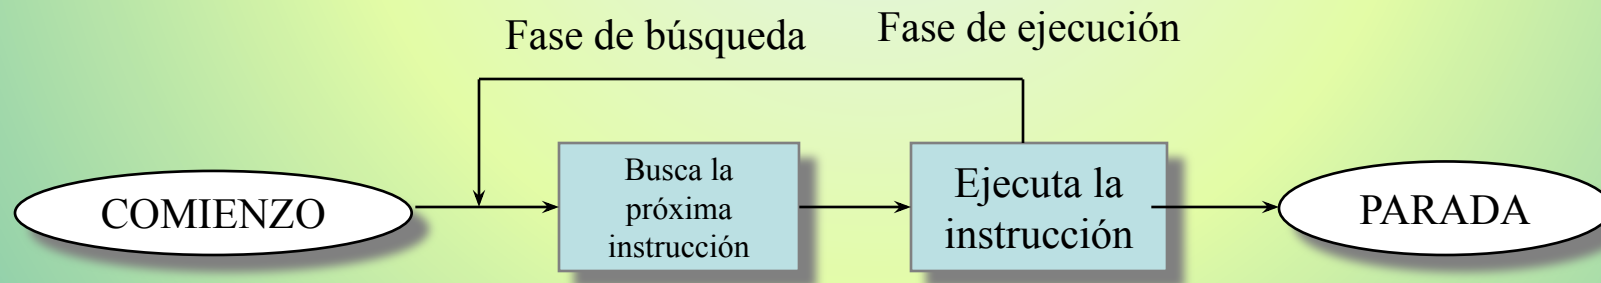 Fase de búsqueda
Fase de ejecución
COMIENZO
Busca la
próxima
instrucción
Ejecuta la
instrucción
PARADA